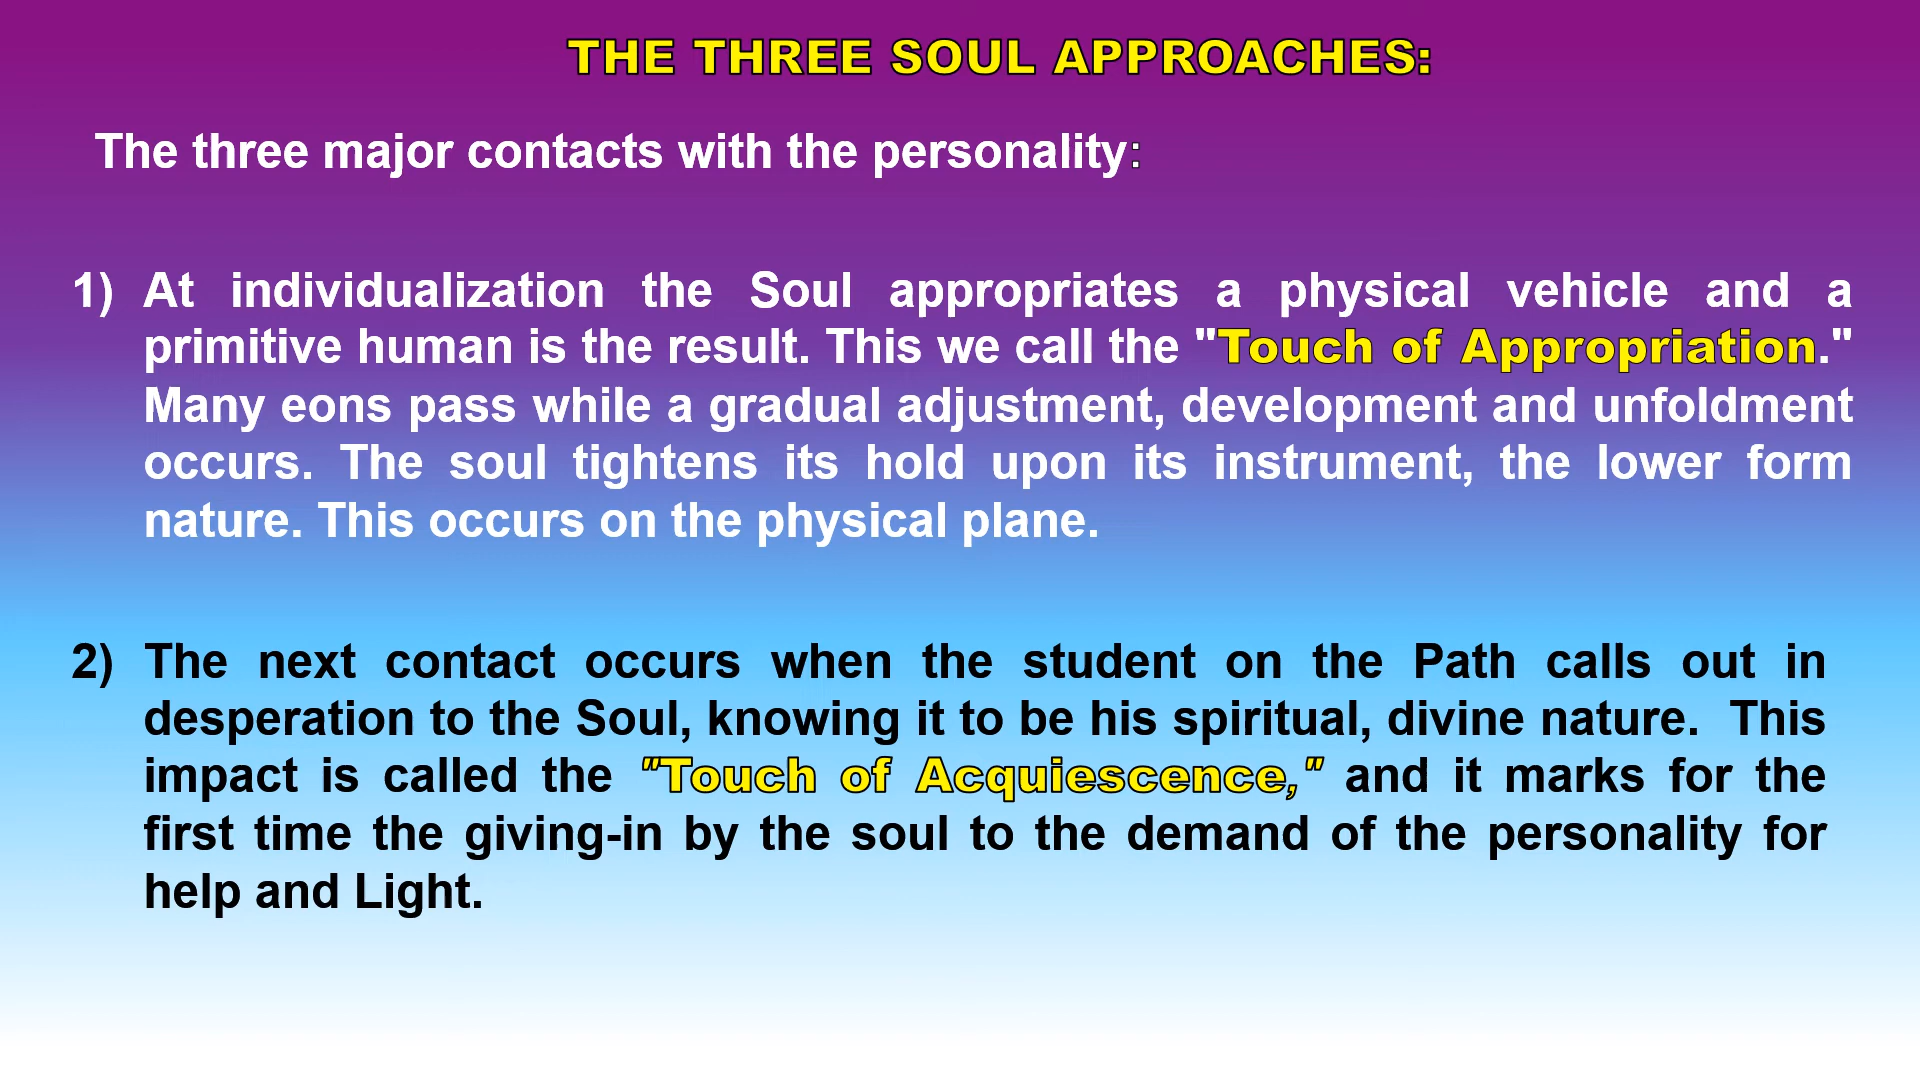 THE THREE SOUL APPROACHES:
The three major contacts with the personality:
1) At individualization the Soul appropriates a physical vehicle and a
primitive human is the result. This we call the "Touch of Appropriation."
Many eons pass while a gradual adjustment, development and unfoldment
occurs. The soul tightens its hold upon its instrument, the lower form
nature. This occurs on the physical plane.
2) The next contact occurs when the student on the Path calls out in
desperation to the Soul, knowing it to be his spiritual, divine nature.  This
impact is called the "Touch of Acquiescence," and it marks for the
first time the giving-in by the soul to the demand of the personality for
help and Light.